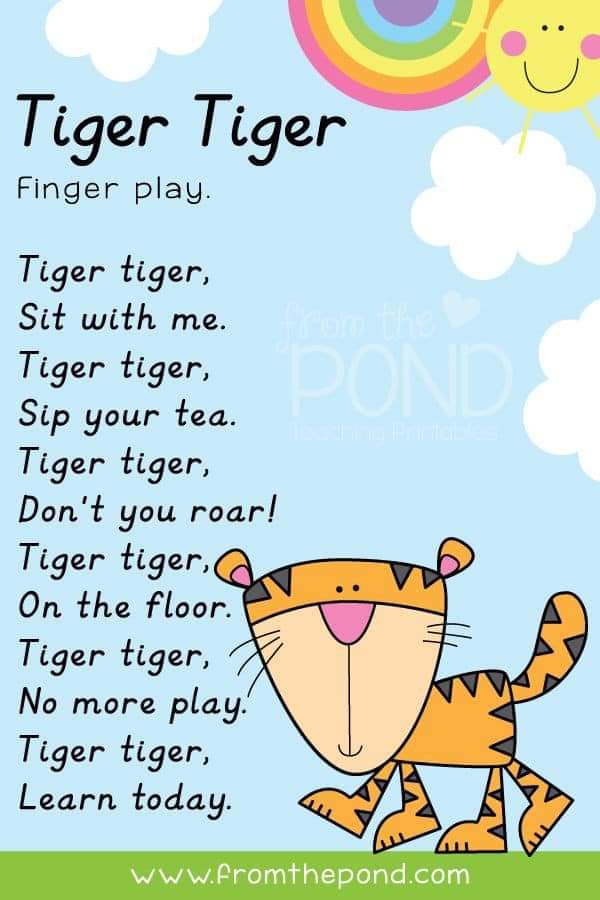 Tiger Tiger
Finger play.
Tiger tiger,
Sit with me.
Tiger tiger,
Sip your tea.
Tiger tiger,
Don't you roar!
Tiger tiger,
On the floor.
Tiger tiger,
No more play.
Tiger tiger,
Learn today.
from the
POND
Teaching Printables
www.fromthepond.com